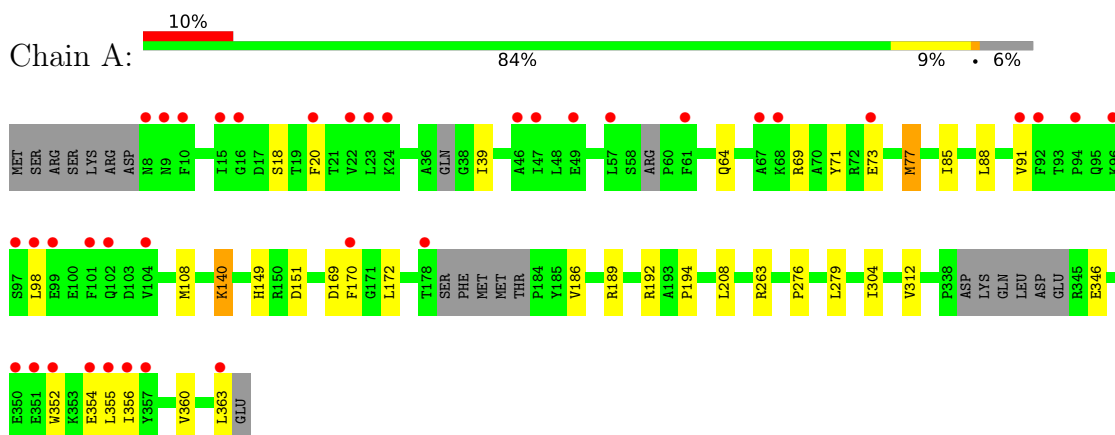 10%
Chain A:
84% 9% • 6%
MET SER ARG SER LYS ARG ASP N8 N9 F10 I15 G16 D17 S18 T19 F20 T21 V22 L23 K24 A36 GLN G38 I39 A46 I47 L48 E49 L57 S58 ARG P60 F61 Q64 A67 K68 R69 A70 Y71 R72 E73 M77 I85 L88 V91 F92 T93 P94 Q95 K96
S97 L98 E99 E100 F101 Q102 D103 V104 M108 K140 H149 R150 D151 D169 F170 G171 L172 T178 SER PHE MET MET THR P184 Y185 V186 R189 R192 A193 P194 L208 R263 P276 L279 I304 V312 P338 ASP LYS GLN LEU ASP GLU R345 E346
E350 E351 W352 K353 E354 L355 I356 Y357 V360 L363 GLU